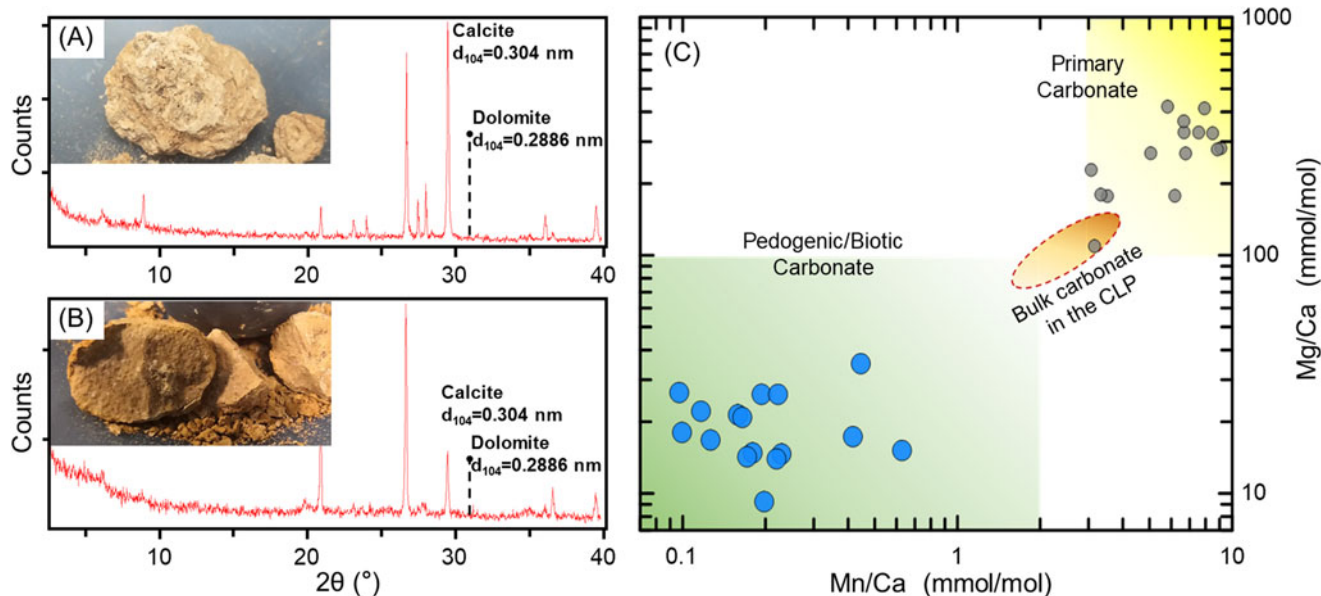 (A)
Calcite
d104=0.304 nm
Dolomite
d104=0.2886 nm
Counts
10
20
30
40
(B)
Calcite
d104=0.304 nm
Dolomite
d104=0.2886 nm
Counts
10
20
30
40
2θ (°)
(C)
Primary
Carbonate
Pedogenic/Biotic
Carbonate
Bulk carbonate
in the CLP
1000
100
10
Mg/Ca (mmol/mol)
0.1
1
10
Mn/Ca (mmol/mol)